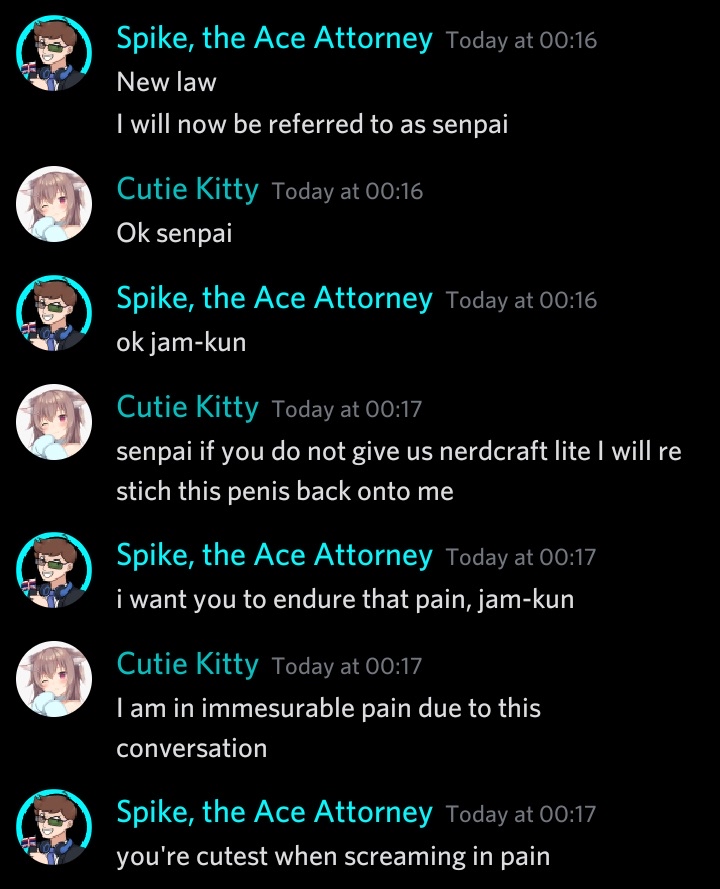 Spike, the Ace Attorney Today at 00:16
New law
I will now be referred to as senpai
Cutie Kitty Today at 00:16
Ok senpai
Spike, the Ace Attorney Today at 00:16
ok jam-kun
Cutie Kitty Today at 00:17
senpai if you do not give us nerdcraft lite I will re
stich this penis back onto me
Spike, the Ace Attorney Today at 00:17
i want you to endure that pain, jam-kun
Cutie Kitty Today at 00:17
I am in immesurable pain due to this
conversation
Spike, the Ace Attorney Today at 00:17
you're cutest when screaming in pain